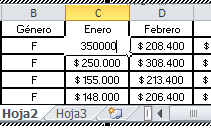 B C D
Género Enero Febrero
F 350000 $ 208.400 $
F $ 250.000 $ 308.400 $
F $ 155.000 $ 213.400 $
F $ 148.000 $ 206.400 $
Hoja2 Hoja3